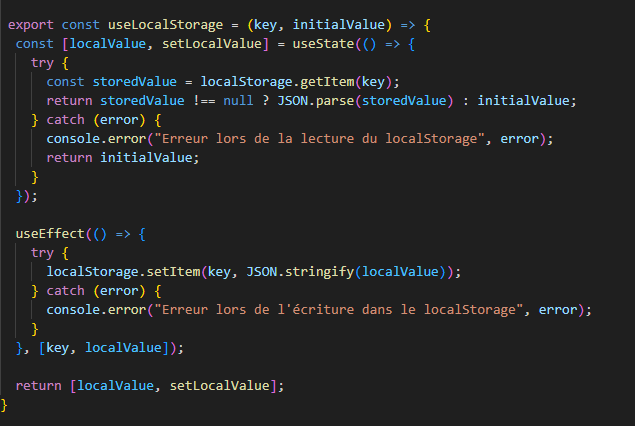 export const useLocalStorage = (key, initialValue) => {
const [localValue, setLocalValue] = useState(() => {
try {
const storedValue = localStorage.getItem(key);
return storedValue !== null ? JSON.parse(storedValue) : initialValue;
} catch (error) {
console.error("Erreur lors de la lecture du localStorage", error);
return initialValue;
}
});
useEffect(() => {
try {
localStorage.setItem(key, JSON.stringify(localValue));
} catch (error) {
console.error("Erreur lors de l'écriture dans le localStorage", error);
}
}, [key, localValue]);
return [localValue, setLocalValue];
}